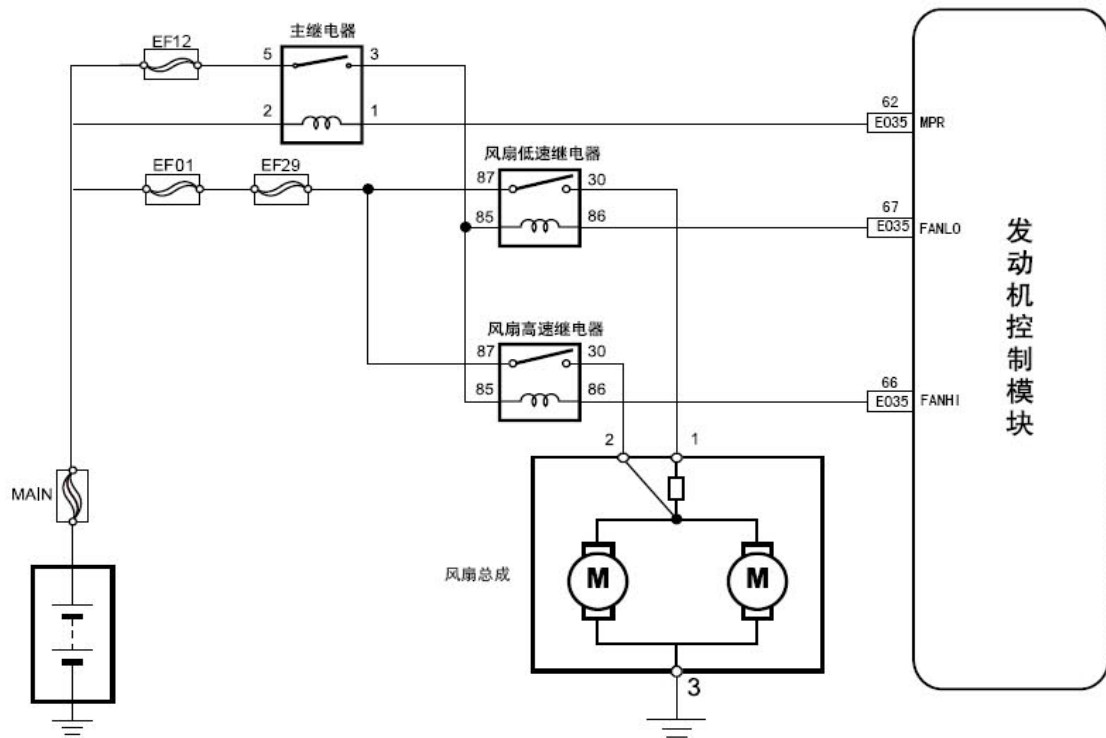 主继电器
EF12
5
3
2
1
62
E035
MPR
风扇低速继电器
EF01
EF29
87
30
67
85
86
E035
FANLO
发动机控制模块
风扇高速继电器
87
30
66
85
86
E035
FANHI
2
1
MAIN
风扇总成
M
M
3